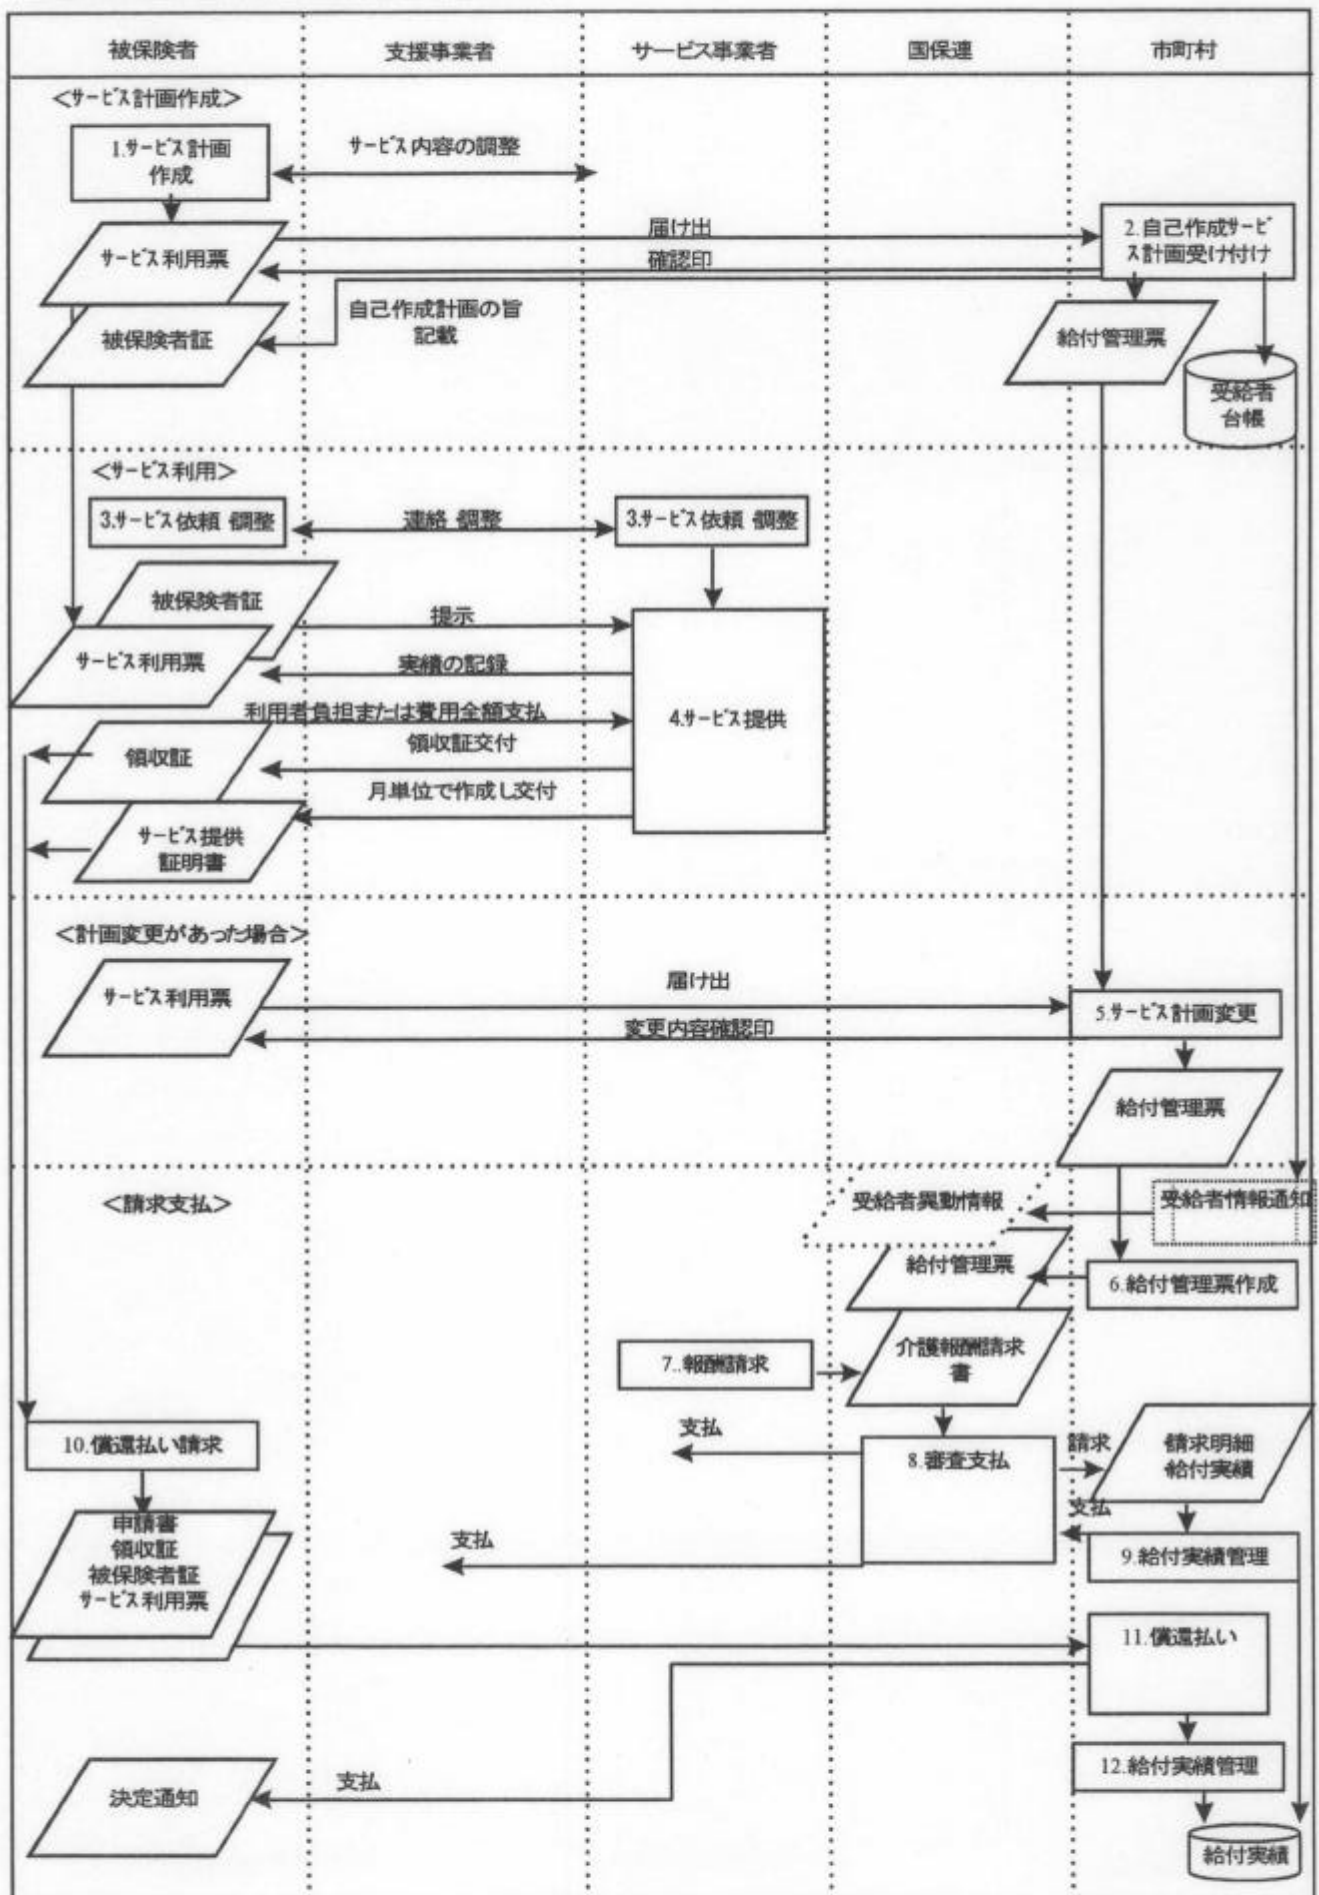 被保険者
支援事業者
サービス事業者
国保連
市町村
<サービス計画作成>
1.サービス計画
作成
サービス内容の調整
サービス利用票
届け出
確認印
2.自己作成サービ
ス計画受け付け
自己作成計画の旨
記載
被保険者証
給付管理票
受給者
台帳
<サービス利用>
3.サービス依頼・調整
連絡・調整
3.サービス依頼・調整
被保険者証
提示
サービス利用票
実績の記録
利用者負担または費用全額支払
4.サービス提供
領収証
領収証交付
月単位で作成し交付
サービス提供
証明書
<計画変更があった場合>
サービス利用票
届け出
変更内容確認印
5.サービス計画変更
給付管理票
<請求支払>
受給者異動情報
受給者情報通知
給付管理票
6.給付管理票作成
7..報酬請求
介護報酬請求
書
10.償還払い請求
支払
8.審査支払
請求
・請求明細
・給付実績
支払
支払
9.給付実績管理
申請書
領収証
被保険者証
サービス利用票
11.償還払い
12.給付実績管理
決定通知
支払
給付実績